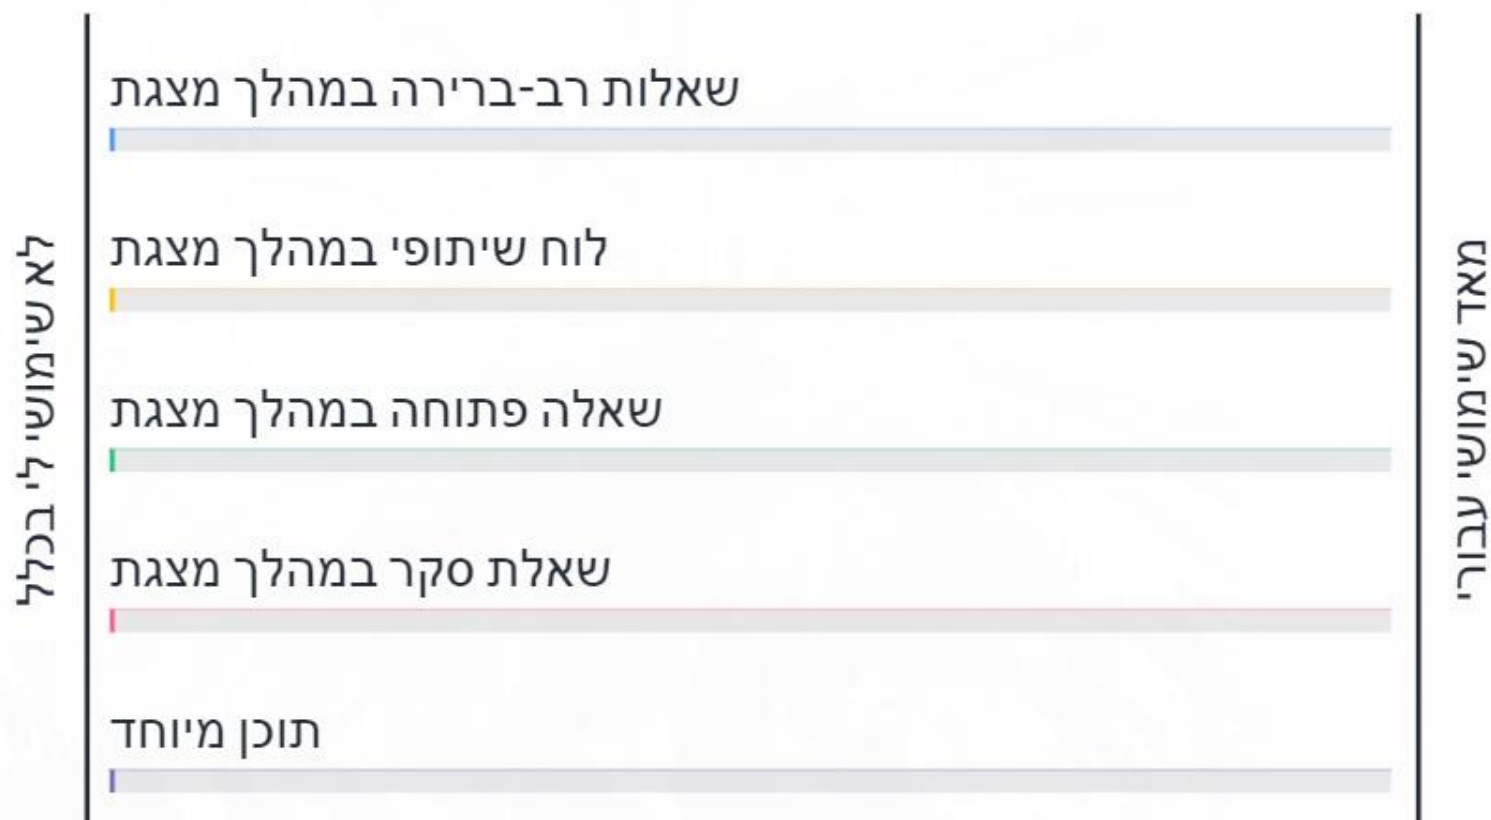 שאלות רב-ברירה במהלך מצגת
לוח שיתופי במהלך מצגת
שאלה פתוחה במהלך מצגת
שאלת סקר במהלך מצגת
תוכן מיוחד
לא שימושי לי בכלל
מאד שימושי עבורי